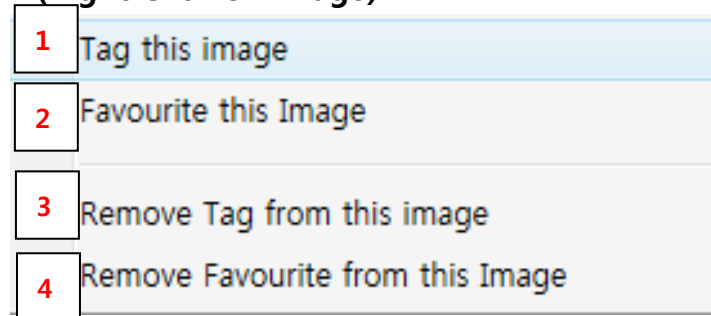 1 Tag this image
2 Favourite this Image
3 Remove Tag from this image
4 Remove Favourite from this Image